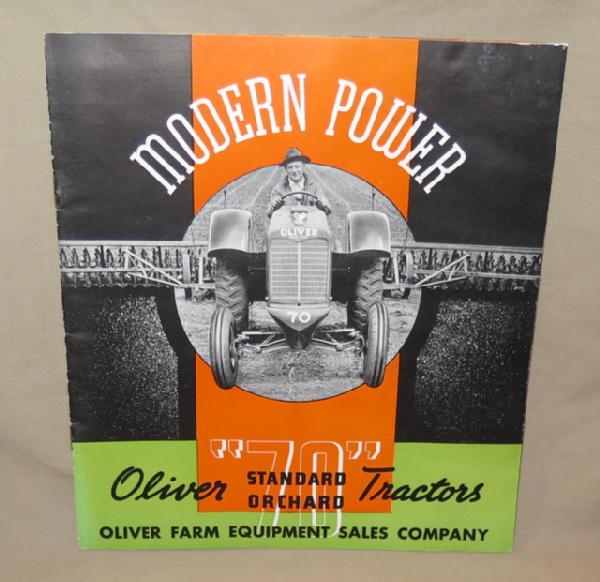 MODERN POWER
OLIVER
70
"70"
Oliver STANDARD ORCHARD Tractors
OLIVER FARM EQUIPMENT SALES COMPANY